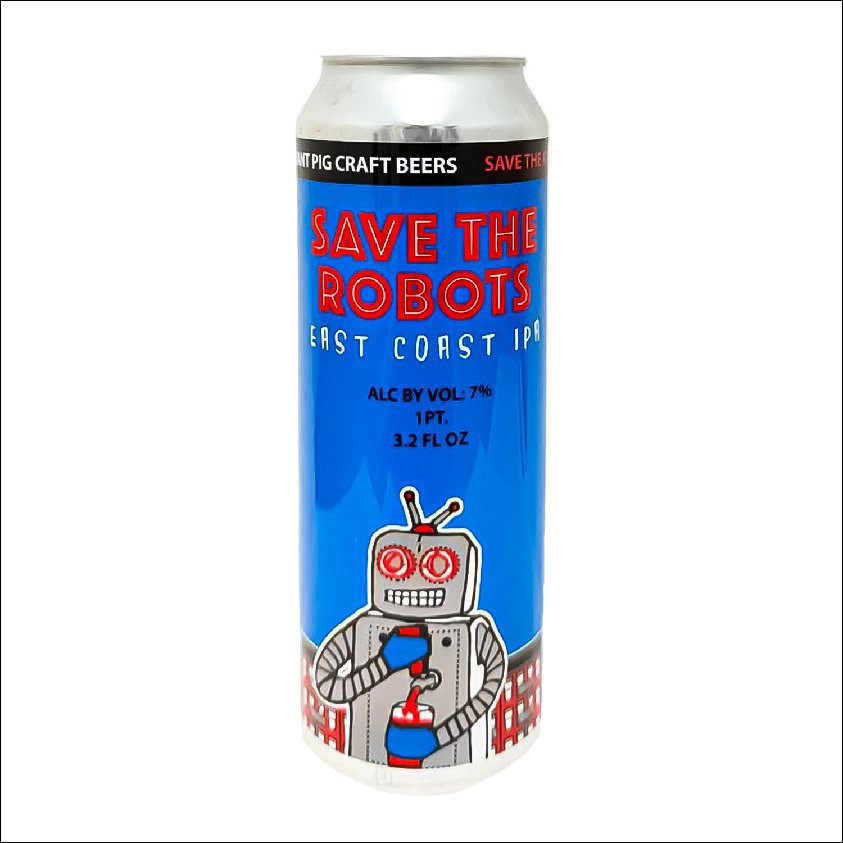 PIG CRAFT BEERS SAVE THE
SAVE THE
ROBOTS
EAST COAST IPA
ALC BY VOL: 7%
1PT.
3.2 FL OZ